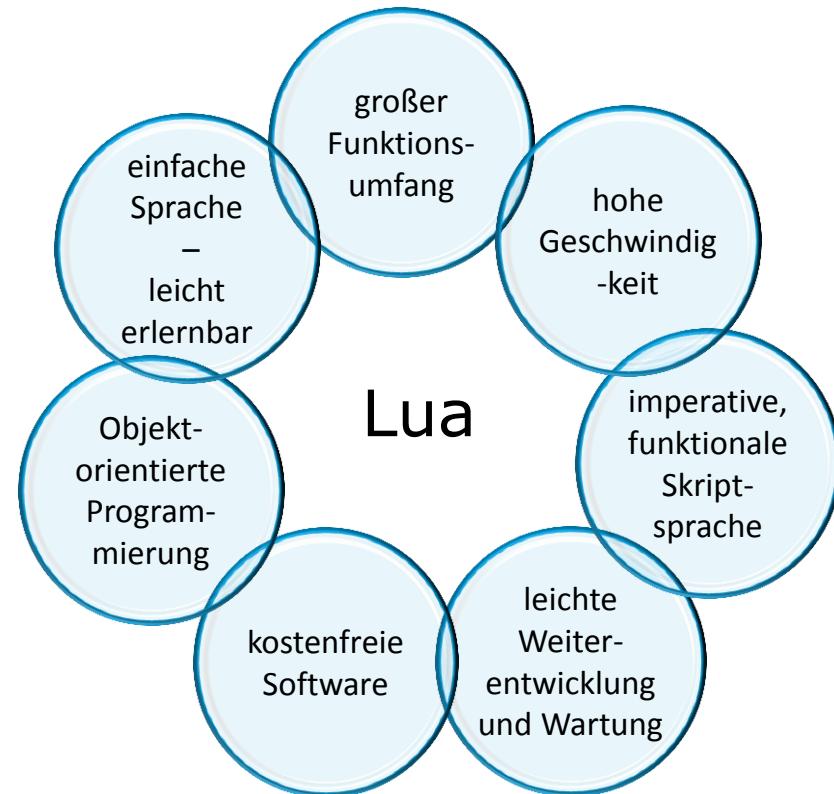 großer
Funktions-
umfang
hohe
Geschwindig
-keit
imperative,
funktionale
Skript-
sprache
leichte
Weiter-
entwicklung
und Wartung
kostenfreie
Software
Objekt-
orientierte
Program-
mierung
einfache
Sprache
–
leicht
erlernbar
Lua